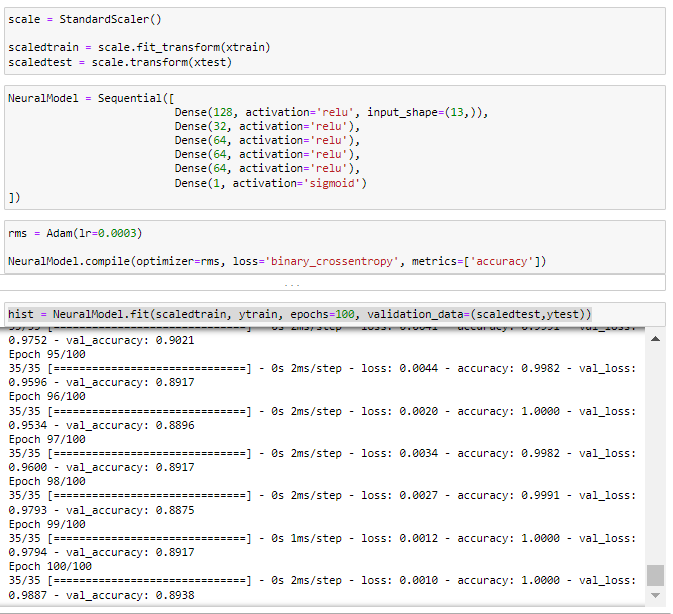 scale = StandardScaler()
scaledtrain = scale.fit_transform(xtrain)
scaledtest = scale.transform(xtest)
NeuralModel = Sequential([
Dense(128, activation='relu', input_shape=(13,)),
Dense(32, activation='relu'),
Dense(64, activation='relu'),
Dense(64, activation='relu'),
Dense(64, activation='relu'),
Dense(1, activation='sigmoid')
])
rms = Adam(lr=0.0003)
NeuralModel.compile(optimizer=rms, loss='binary_crossentropy', metrics=['accuracy'])
...
hist = NeuralModel.fit(scaledtrain, ytrain, epochs=100, validation_data=(scaledtest,ytest))
0.9752 - val_accuracy: 0.9021
Epoch 95/100
35/35 [==============================] - 0s 2ms/step - loss: 0.0044 - accuracy: 0.9982 - val_loss:
0.9596 - val_accuracy: 0.8917
Epoch 96/100
35/35 [==============================] - 0s 2ms/step - loss: 0.0020 - accuracy: 1.0000 - val_loss:
0.9534 - val_accuracy: 0.8896
Epoch 97/100
35/35 [==============================] - 0s 2ms/step - loss: 0.0034 - accuracy: 0.9982 - val_loss:
0.9600 - val_accuracy: 0.8917
Epoch 98/100
35/35 [==============================] - 0s 2ms/step - loss: 0.0027 - accuracy: 0.9991 - val_loss:
0.9793 - val_accuracy: 0.8875
Epoch 99/100
35/35 [==============================] - 0s 1ms/step - loss: 0.0012 - accuracy: 1.0000 - val_loss:
0.9794 - val_accuracy: 0.8917
Epoch 100/100
35/35 [==============================] - 0s 2ms/step - loss: 0.0010 - accuracy: 1.0000 - val_loss:
0.9887 - val_accuracy: 0.8938